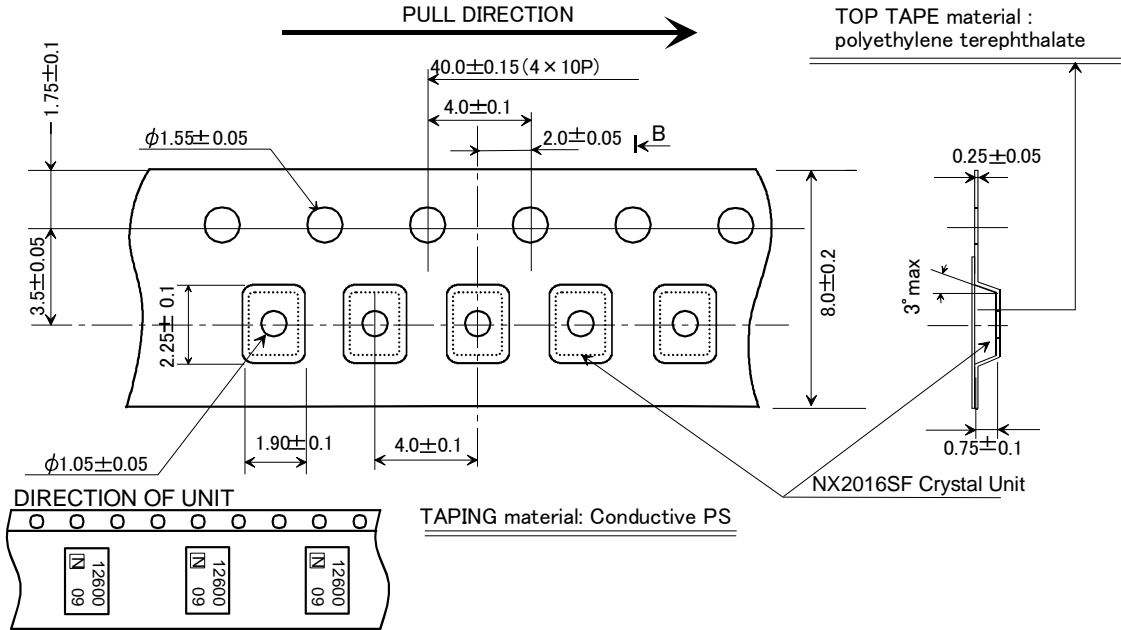 PULL DIRECTION
TOP TAPE material :
polyethylene terephthalate
1.75±0.1
40.0±0.15(4×10P)
4.0±0.1
φ1.55±0.05
2.0±0.05
B
0.25±0.05
3.5±0.05
8.0±0.2
3°max
2.25±0.1
1.90±0.1
4.0±0.1
0.75±0.1
φ1.05±0.05
NX2016SF Crystal Unit
DIRECTION OF UNIT
TAPING material: Conductive PS
12600
N 09
12600
N 09
12600
N 09